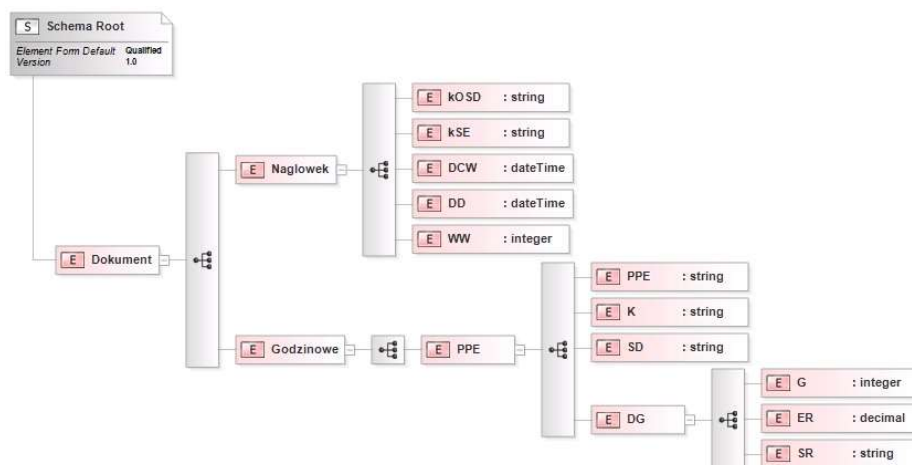 S Schema Root
Element Form Default Qualified
Version 1.0
E kOSD : string
E kSE : string
E Naglowek
E DCW : dateTime
E DD : dateTime
E WW : integer
E Dokument
E PPE : string
E K : string
E Godzinowe
E PPE
E SD : string
E G : integer
E DG
E ER : decimal
E SR : string